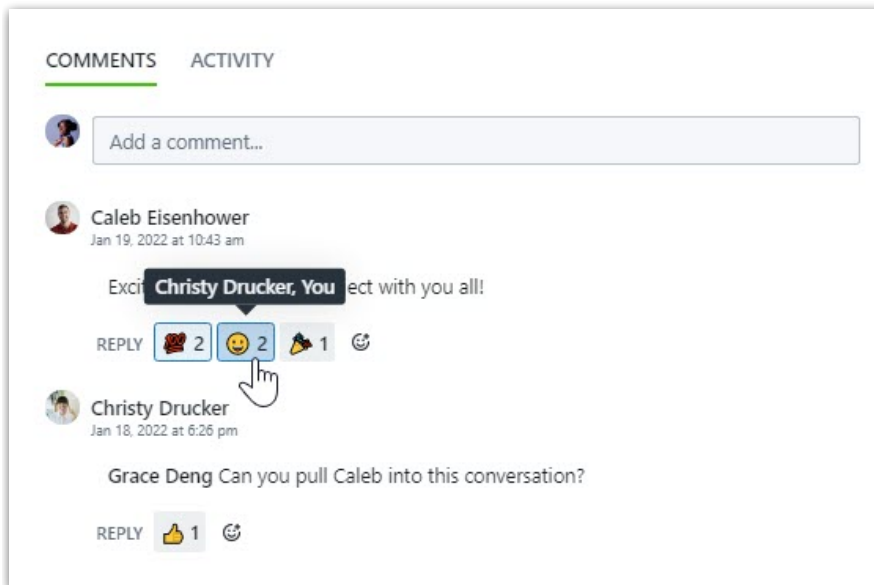 COMMENTS ACTIVITY
Add a comment...
Caleb Eisenhower
Jan 19, 2022 at 10:43 am
Christy Drucker, You
ect with you all!
REPLY 💯 2 😀 2 🎉 1
Christy Drucker
Jan 18, 2022 at 6:26 pm
Grace Deng Can you pull Caleb into this conversation?
REPLY 👍 1